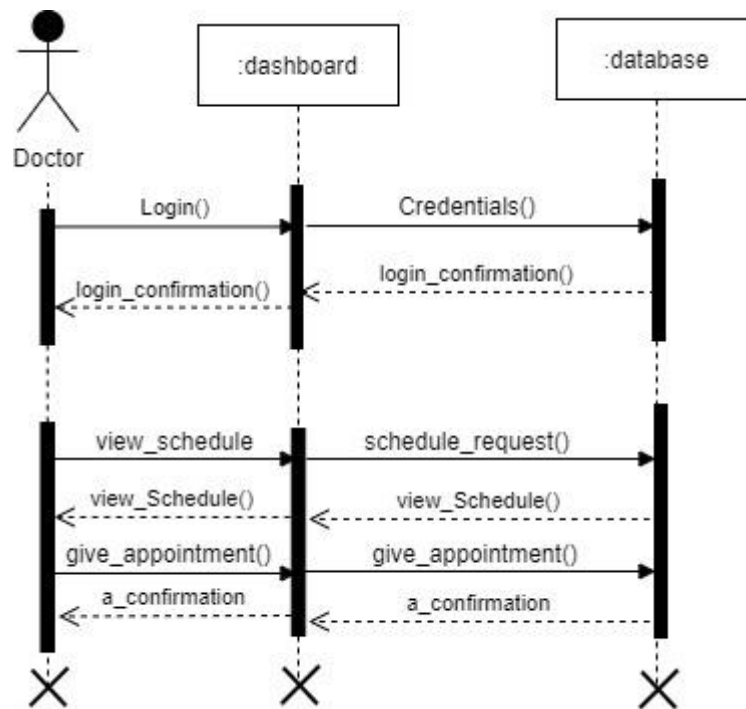 :dashboard
:database
Doctor
Login()
Credentials()
login_confirmation()
login_confirmation()
view_schedule
schedule_request()
view_Schedule()
view_Schedule()
give_appointment()
give_appointment()
a_confirmation
a_confirmation